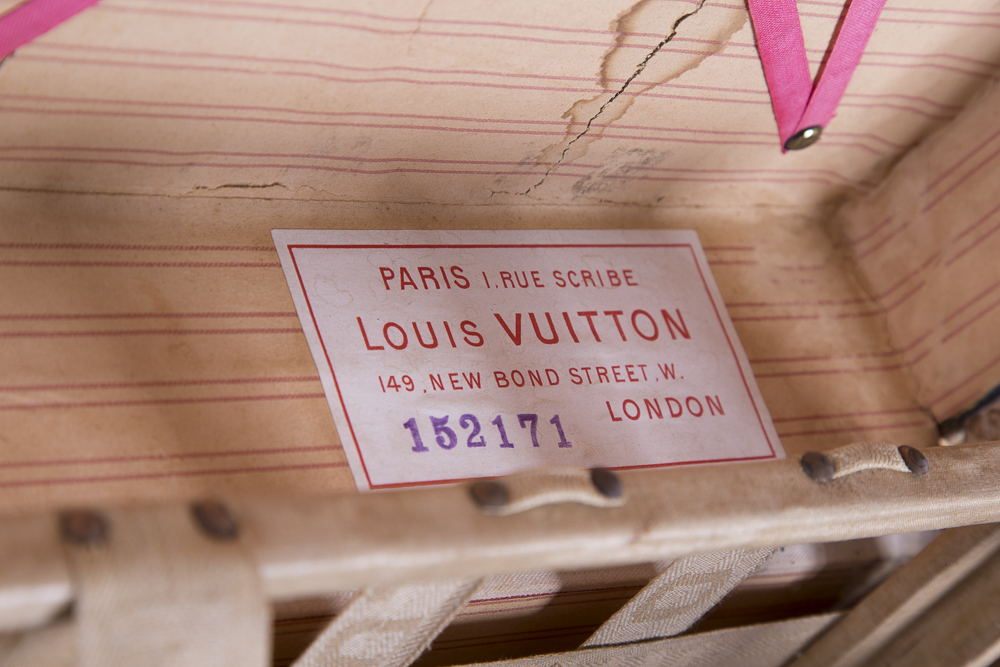 PARIS 1.RUE SCRIBE
LOUIS VUITTON
149, NEW BOND STREET, W.
LONDON
152171